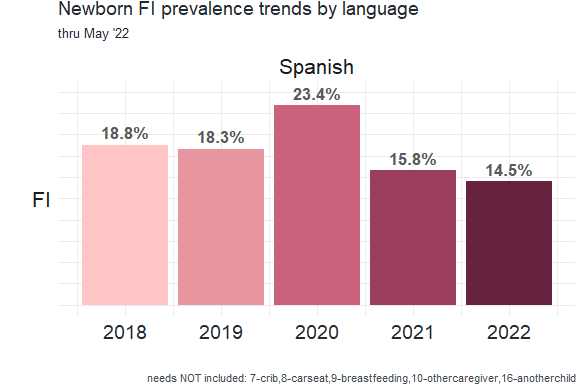 Newborn FI prevalence trends by language
thru May '22
Spanish
18.8%
18.3%
23.4%
15.8%
14.5%
FI
2018 2019 2020 2021 2022
needs NOT included: 7-crib,8-carseat,9-breastfeeding,10-othercaregiver,16-anotherchild